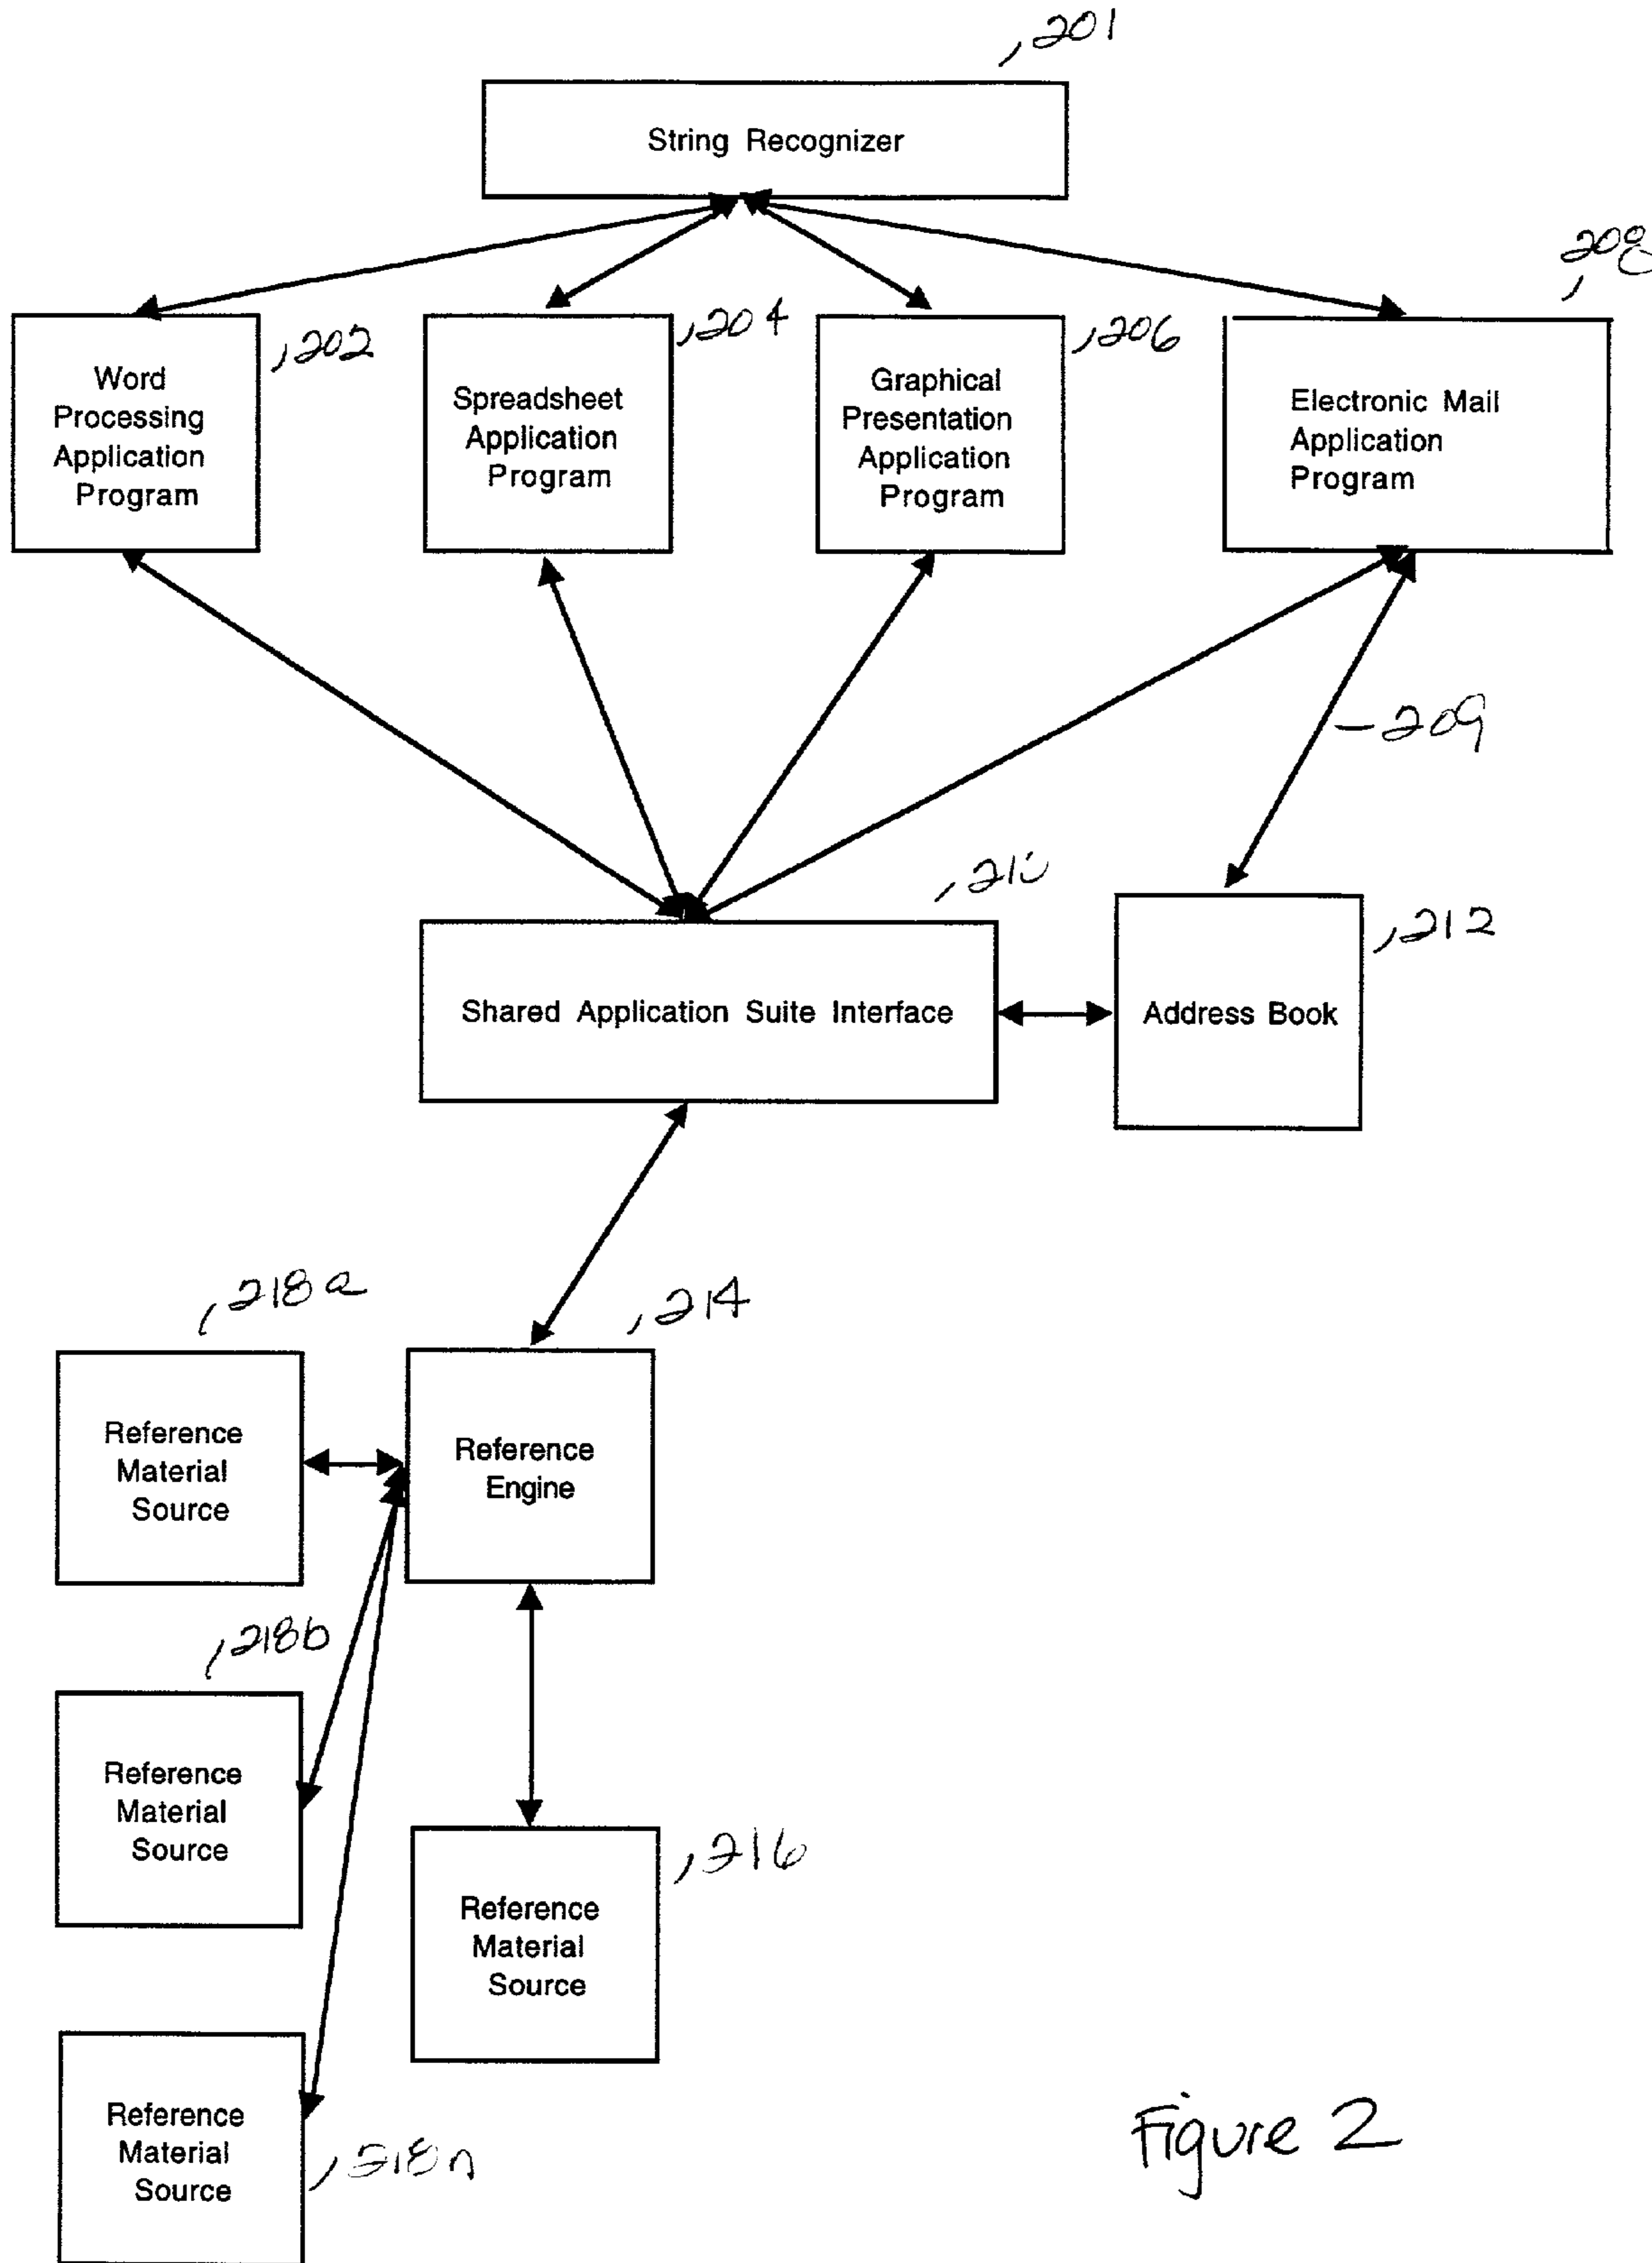 201
String Recognizer
208
202
204
206
Word
Processing
Application
Program
Spreadsheet
Application
Program
Graphical
Presentation
Application
Program
Electronic Mail
Application
Program
209
210
212
Shared Application Suite Interface
Address Book
218a
214
Reference
Material
Source
Reference
Engine
218b
Reference
Material
Source
216
Reference
Material
Source
Reference
Material
Source
218n
Figure 2